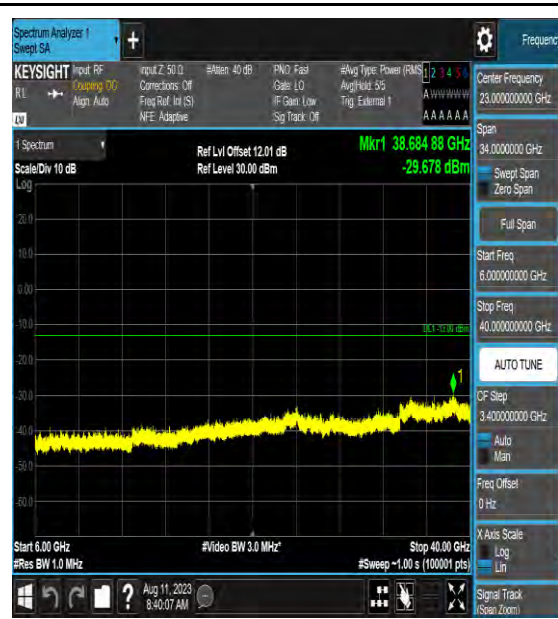 Spectrum Analyzer 1
Swept SA
Frequenc
KEYSIGHT
RL
Input: RF
Coupling: DC
Align: Auto
Input Z: 50 Ω
Corrections: Off
Freq Ref: Int (S)
NFE: Adaptive
#Atten: 40 dB
PNO: Fast
Gate: LO
IF Gain: Low
Sig Track: Off
#Avg Type: Power (RMS
Avg|Hold: 5/5
Trig: External 1
1 2 3 4 5 6
A W W W W W
A A A A A A
LW
1 Spectrum
Scale/Div 10 dB
Log
Ref Lvl Offset 12.01 dB
Ref Level 30.00 dBm
Mkr1 38.684 88 GHz
-29.678 dBm
20.0
10.0
0.00
-10.0
-20.0
-30.0
-40.0
-50.0
-60.0
DL1 -13.00 dBm
1
Start 6.00 GHz
#Res BW 1.0 MHz
#Video BW 3.0 MHz*
Stop 40.00 GHz
#Sweep ~1.00 s (100001 pts)
Aug 11, 2023
8:40:07 AM
Center Frequency
23.000000000 GHz
Span
34.0000000 GHz
Swept Span
Zero Span
Full Span
Start Freq
6.000000000 GHz
Stop Freq
40.000000000 GHz
AUTO TUNE
CF Step
3.400000000 GHz
Auto
Man
Freq Offset
0 Hz
X Axis Scale
Log
Lin
Signal Track
(Span Zoom)